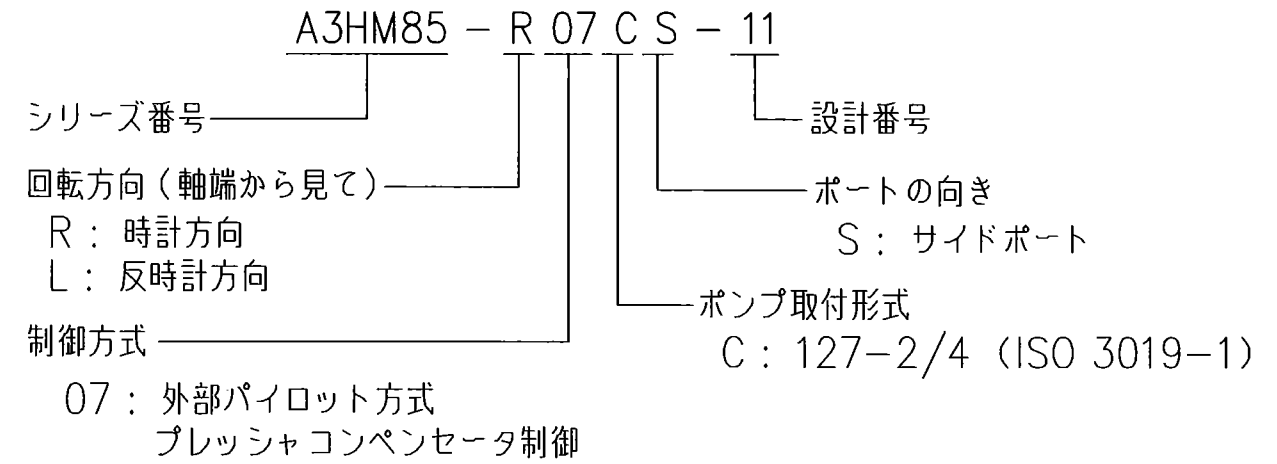 A3HM85 - R 07 C S - 11
シリーズ番号
設計番号
回転方向（軸端から見て）
R： 時計方向
L： 反時計方向
ポートの向き
S： サイドポート
ポンプ取付形式
C： 127-2/4 （ISO 3019-1）
制御方式
07： 外部パイロット方式
プレッシャコンペンセータ制御